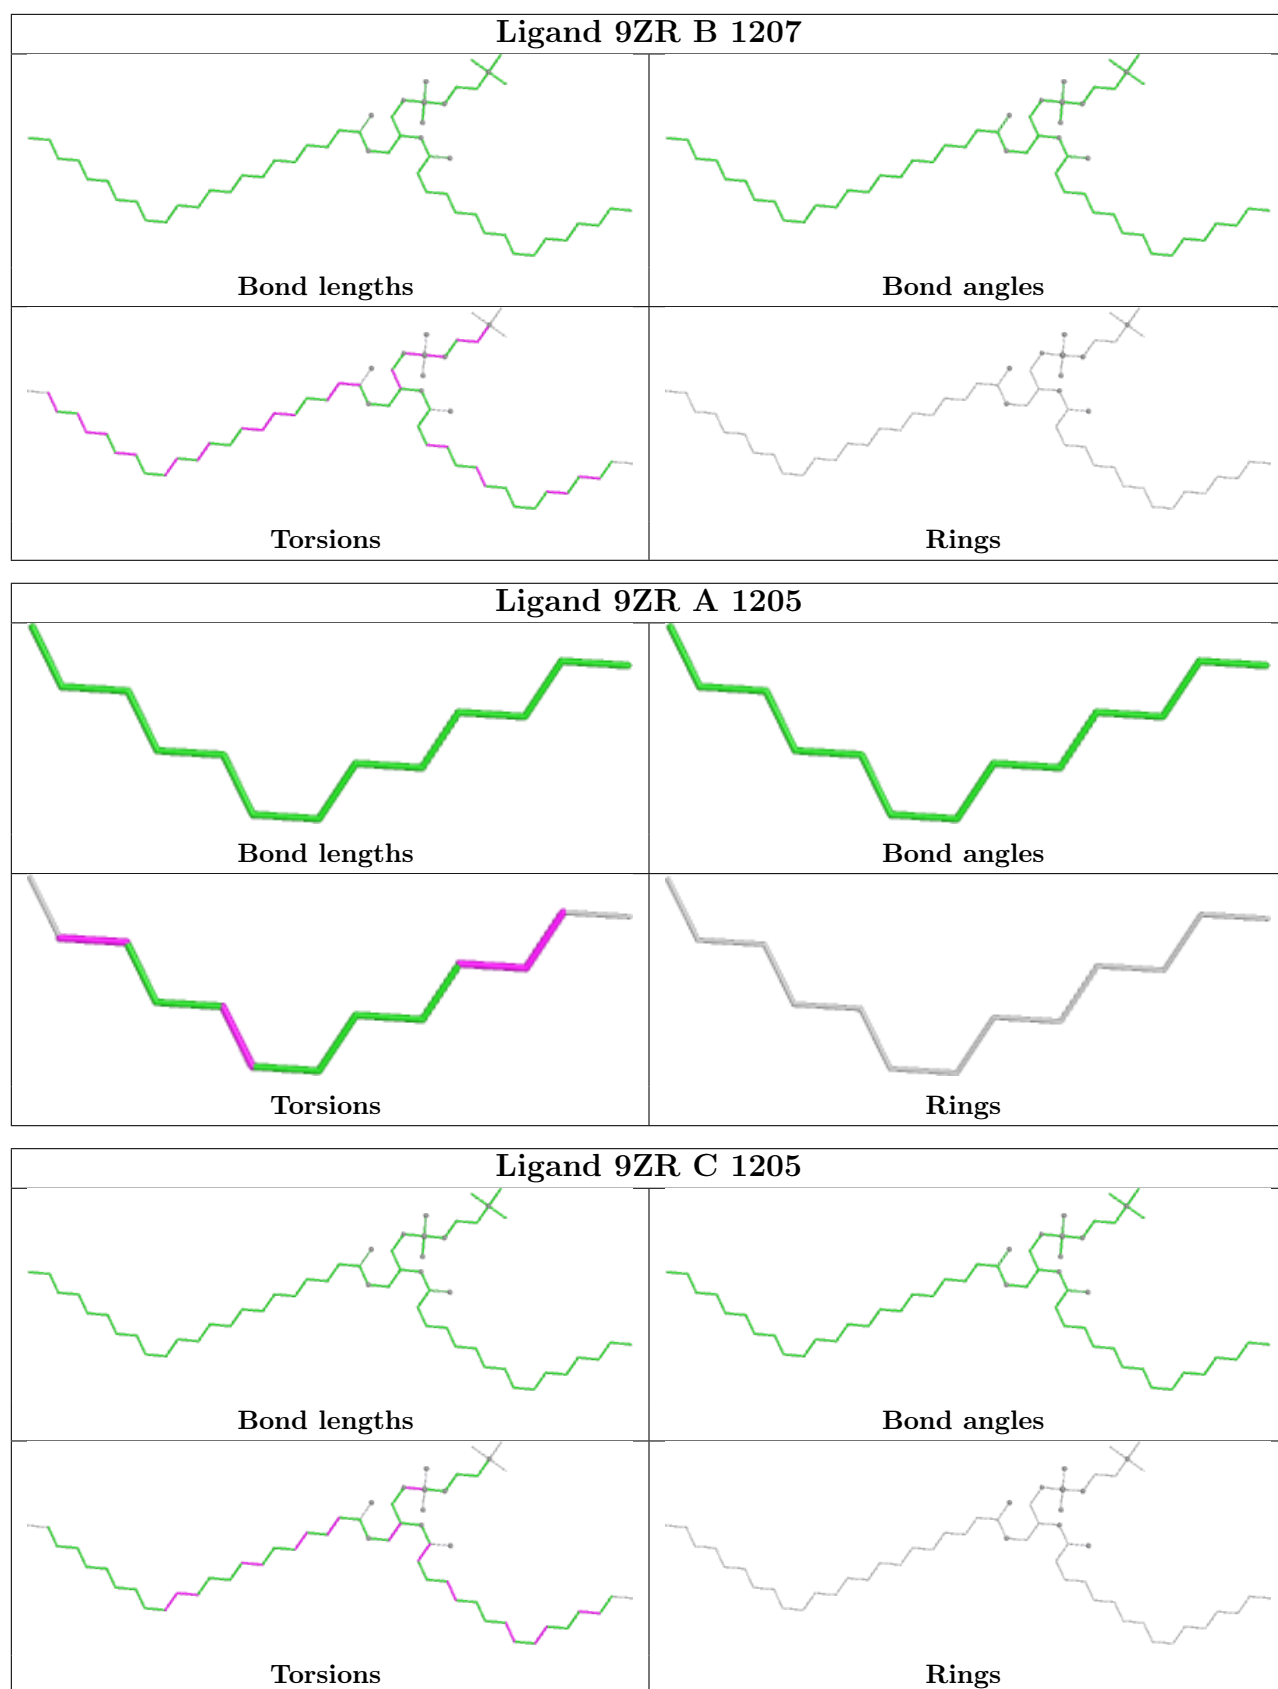 Ligand 9ZR B 1207
Bond lengths
Bond angles
Torsions
Rings
Ligand 9ZR A 1205
Bond lengths
Bond angles
Torsions
Rings
Ligand 9ZR C 1205
Bond lengths
Bond angles
Torsions
Rings